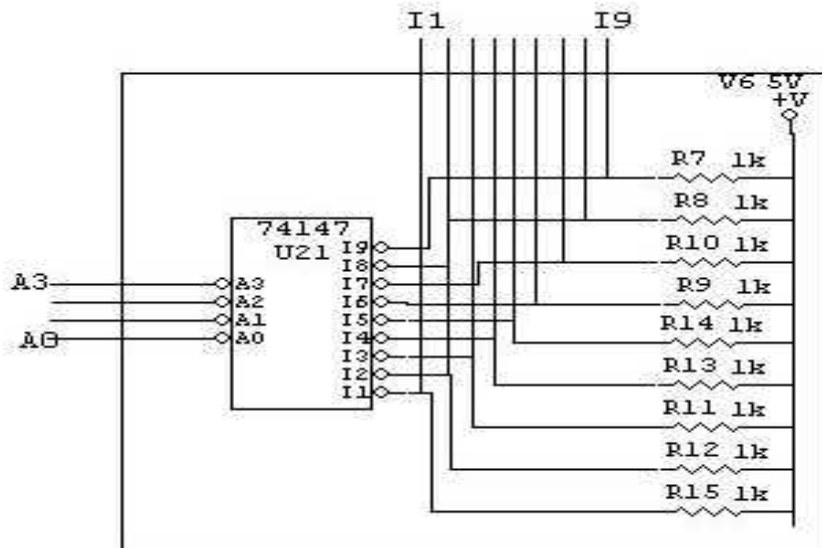 I1 I9
V6 5V
+V
R7 1k
R8 1k
R10 1k
R9 1k
R14 1k
R13 1k
R11 1k
R12 1k
R15 1k
74147
U21
I9
I8
I7
I6
I5
I4
I3
I2
I1
A3
A2
A1
A0
A3
A0